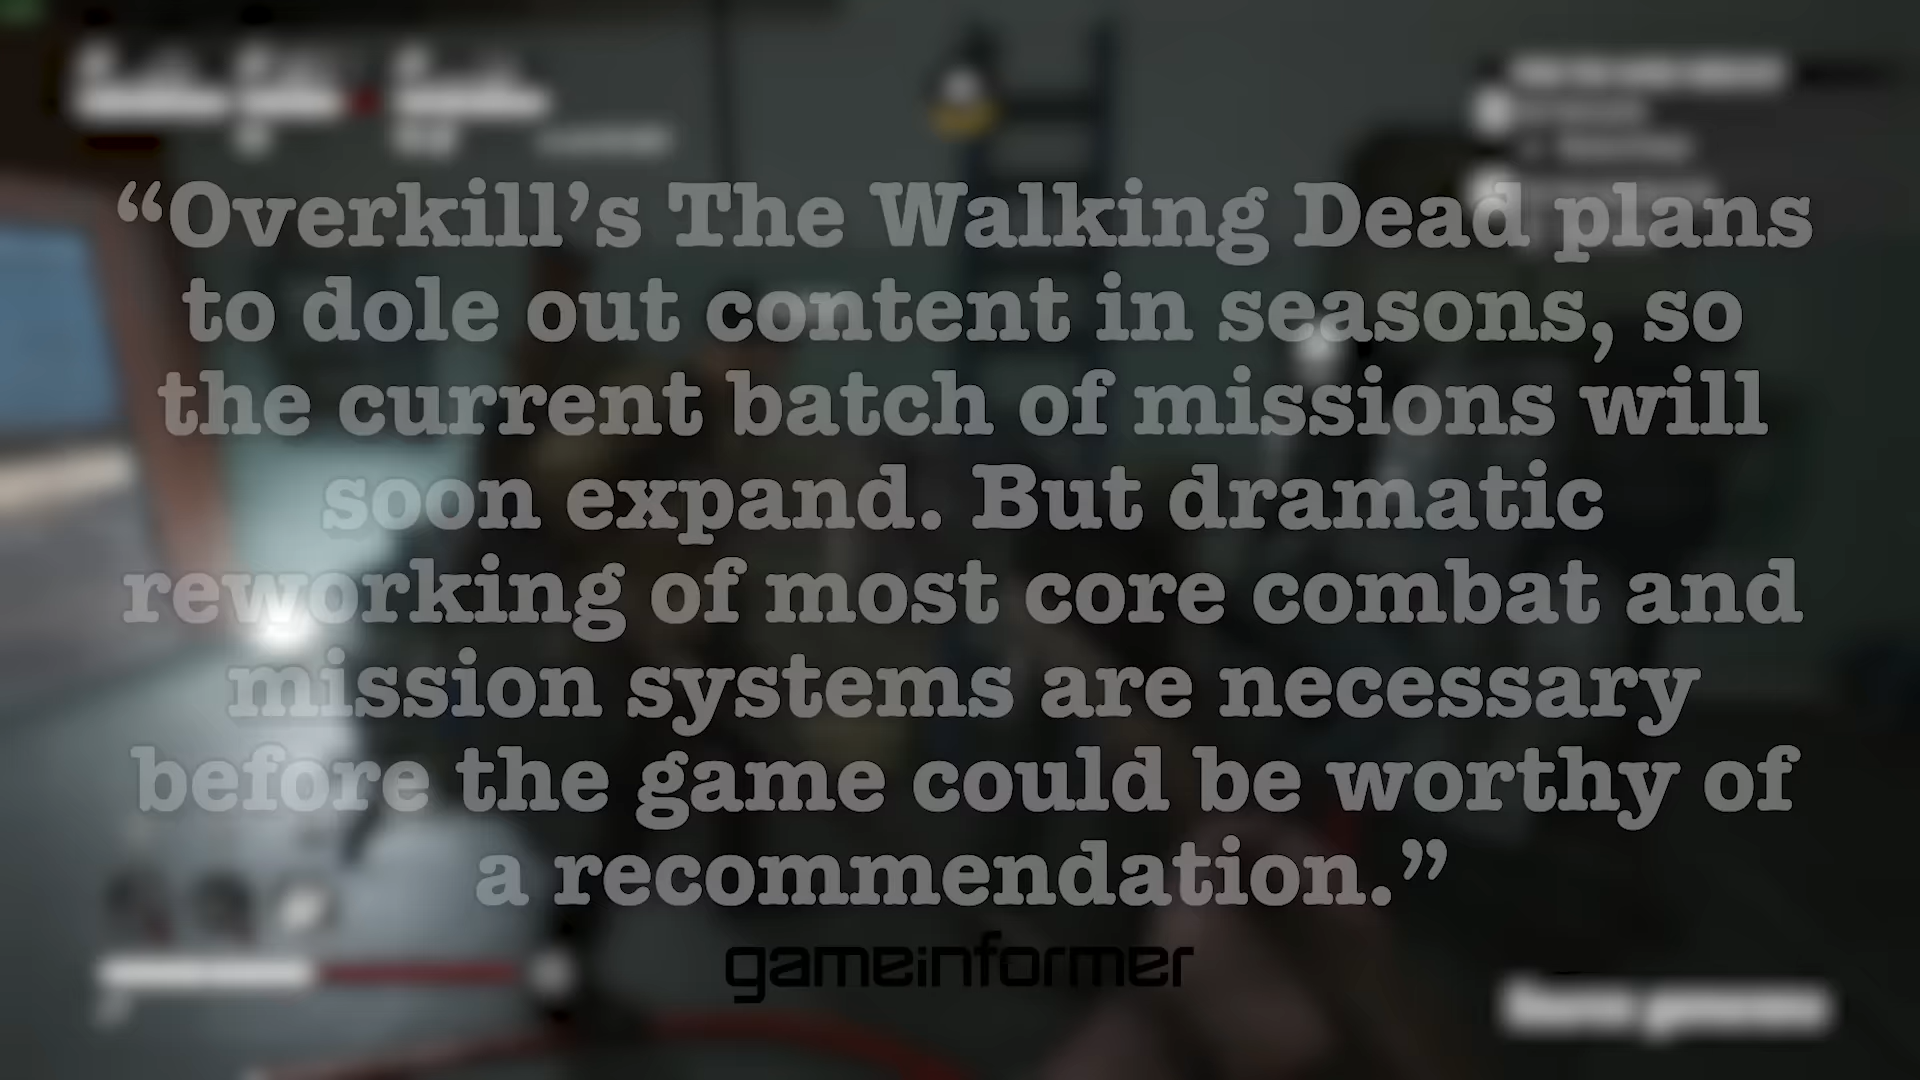 “Overkill’s The Walking Dead plans
to dole out content in seasons, so
the current batch of missions will
soon expand. But dramatic
reworking of most core combat and
mission systems are necessary
before the game could be worthy of
a recommendation.”
gameinformer